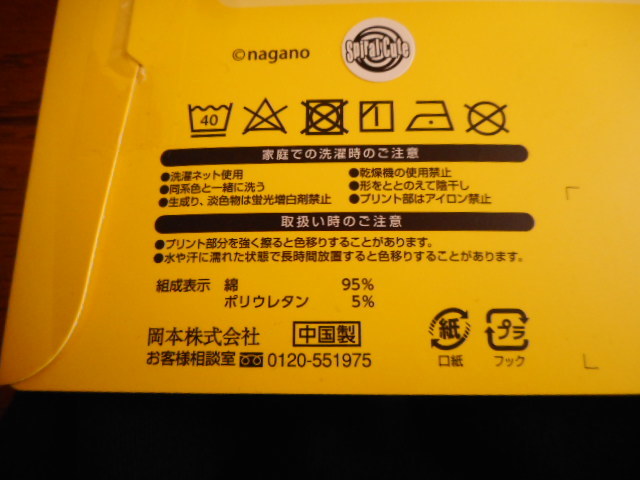 ©nagano
Spiral Cute
40
家庭での洗濯時のご注意
●洗濯ネット使用
●同系色と一緒に洗う
●生成り、淡色物は蛍光増白剤禁止
●乾燥機の使用禁止
●形をととのえて陰干し
●プリント部はアイロン禁止
取扱い時のご注意
●プリント部分を強く擦ると色移りすることがあります。
●水や汗に濡れた状態で長時間放置すると色移りすることがあります。
組成表示 綿 95%
ポリウレタン 5%
岡本株式会社 中国製
お客様相談室 0120-551975
紙
口紙
プラ
フック